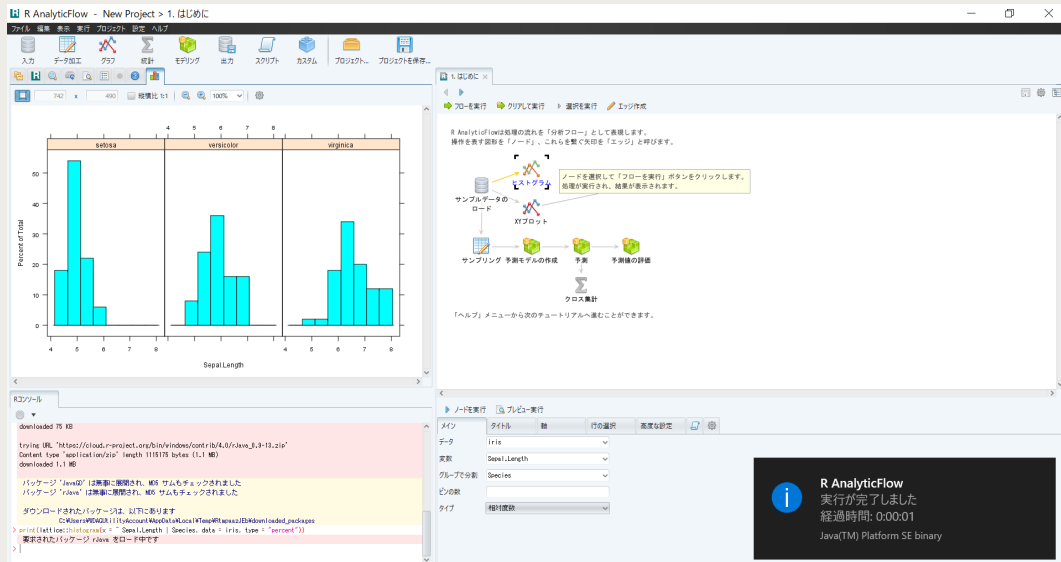 R AnalyticFlow - New Project > 1. はじめに
ファイル 編集 表示 実行 プロジェクト 設定 ヘルプ
入力 データ加工 グラフ 統計 モデリング 出力 スクリプト カスタム プロジェクト... プロジェクトを保存...
742 x 490 縦横比 1:1 100%
4 5 6 7 8
setosa versicolor virginica
50
40
30
20
10
0
Percent of Total
4 5 6 7 8 4 5 6 7 8
Sepal.Length
1. はじめに
フローを実行 クリアして実行 選択を実行 エッジ作成
R AnalyticFlowは処理の流れを「分析フロー」として表現します。
操作を表す図形を「ノード」、これらを繋ぐ矢印を「エッジ」と呼びます。
ヒストグラム
ノードを選択して「フローを実行」ボタンをクリックします。
処理が実行され、結果が表示されます。
サンプルデータの
ロード
XYプロット
サンプリング 予測モデルの作成 予測 予測値の評価
クロス集計
「ヘルプ」メニューから次のチュートリアルへ進むことができます。
Rコンソール
downloaded 75 KB
trying URL 'https://cloud.r-project.org/bin/windows/contrib/4.0/rJava_0.9-13.zip'
Content type 'application/zip' length 1115175 bytes (1.1 MB)
downloaded 1.1 MB
パッケージ 'JavaGD' は無事に展開され、MD5 サムもチェックされました
パッケージ 'rJava' は無事に展開され、MD5 サムもチェックされました
ダウンロードされたパッケージは、以下にあります
> print(lattice::histogram(x = ~ Sepal.Length | Species, data = iris, type = "percent"))
要求されたパッケージ rJava をロード中です
>
ノードを実行 プレビュー実行
メイン タイトル 軸 行の選択 高度な設定
データ iris
変数 Sepal.Length
グループで分割 Species
ビンの数
タイプ 相対度数
R AnalyticFlow
実行が完了しました
経過時間: 0:00:01
Java(TM) Platform SE binary